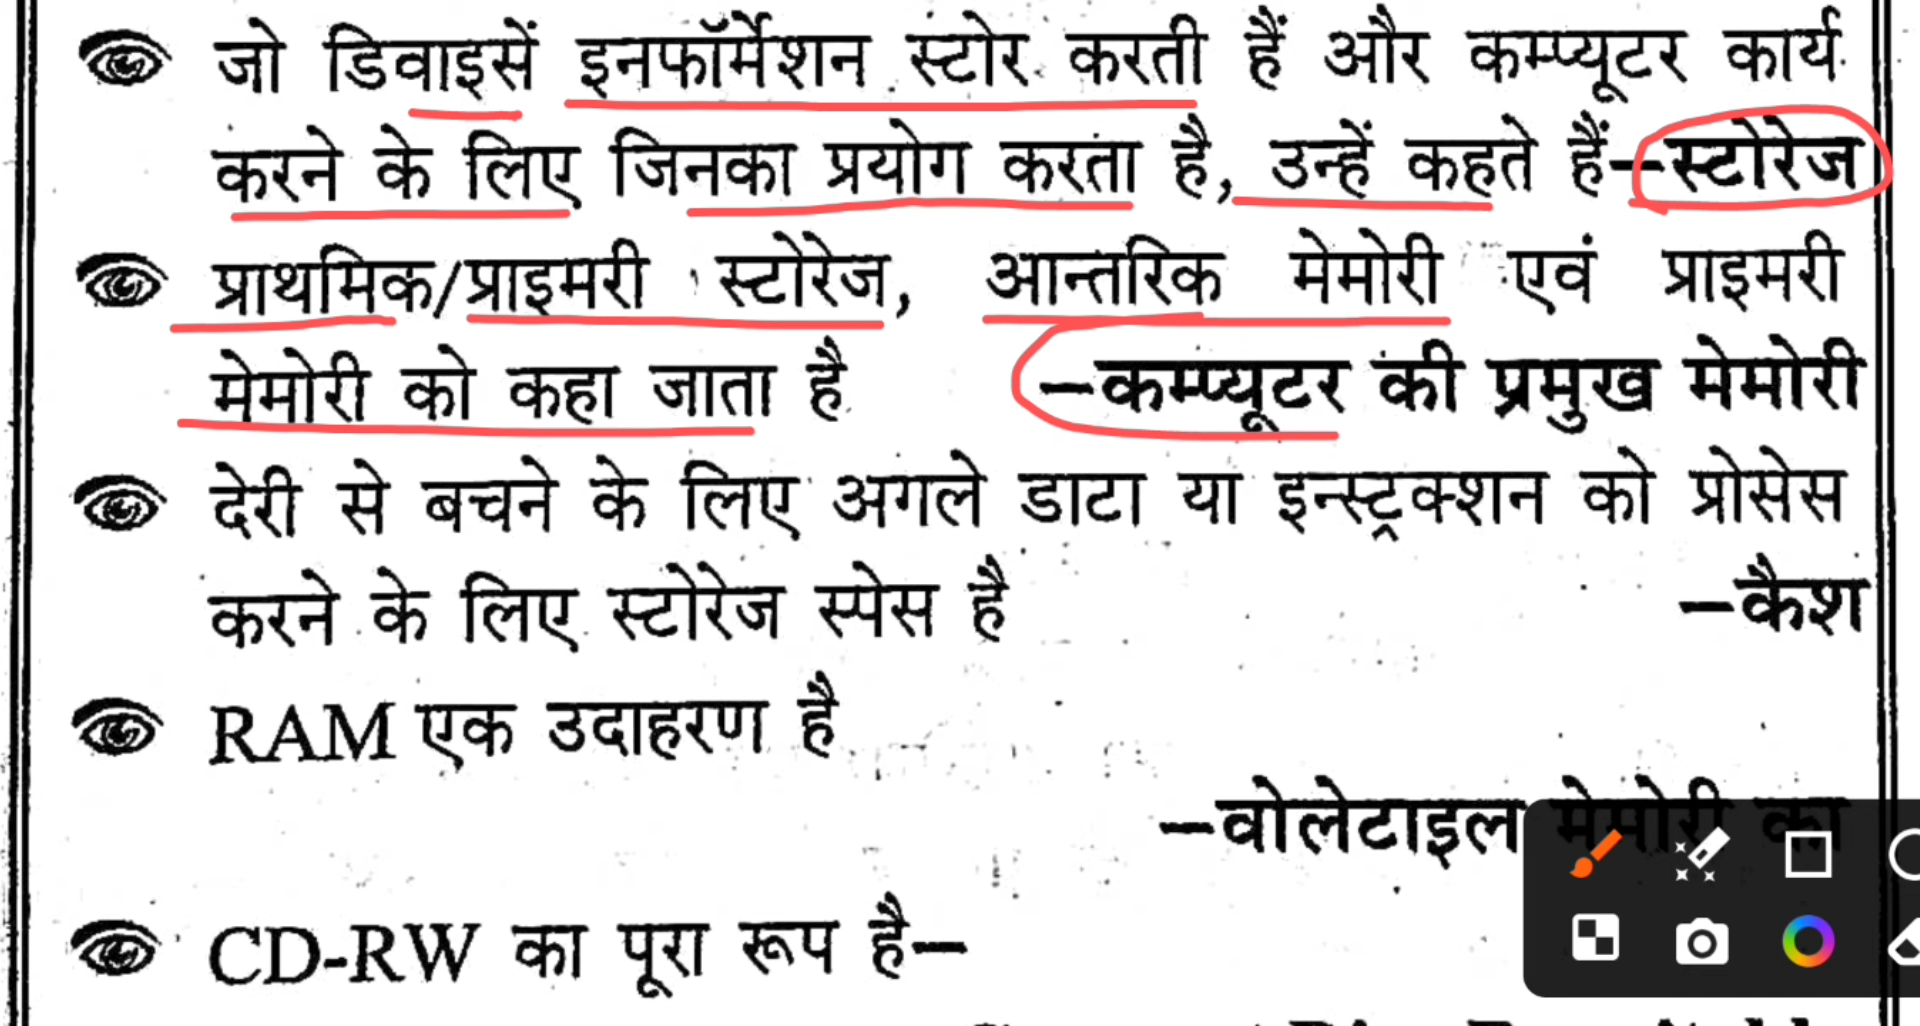 जो डिवाइसें इनफॉर्मेशन स्टोर करती हैं और कम्प्यूटर कार्य
करने के लिए जिनका प्रयोग करता है, उन्हें कहते हैं—स्टोरेज
प्राथमिक/प्राइमरी स्टोरेज, आन्तरिक मेमोरी एवं प्राइमरी
मेमोरी को कहा जाता है —कम्प्यूटर की प्रमुख मेमोरी
देरी से बचने के लिए अगले डाटा या इन्स्ट्रक्शन को प्रोसेस
करने के लिए स्टोरेज स्पेस है —कैश
RAM एक उदाहरण है
—वोलेटाइल मेमोरी का
CD-RW का पूरा रूप है—